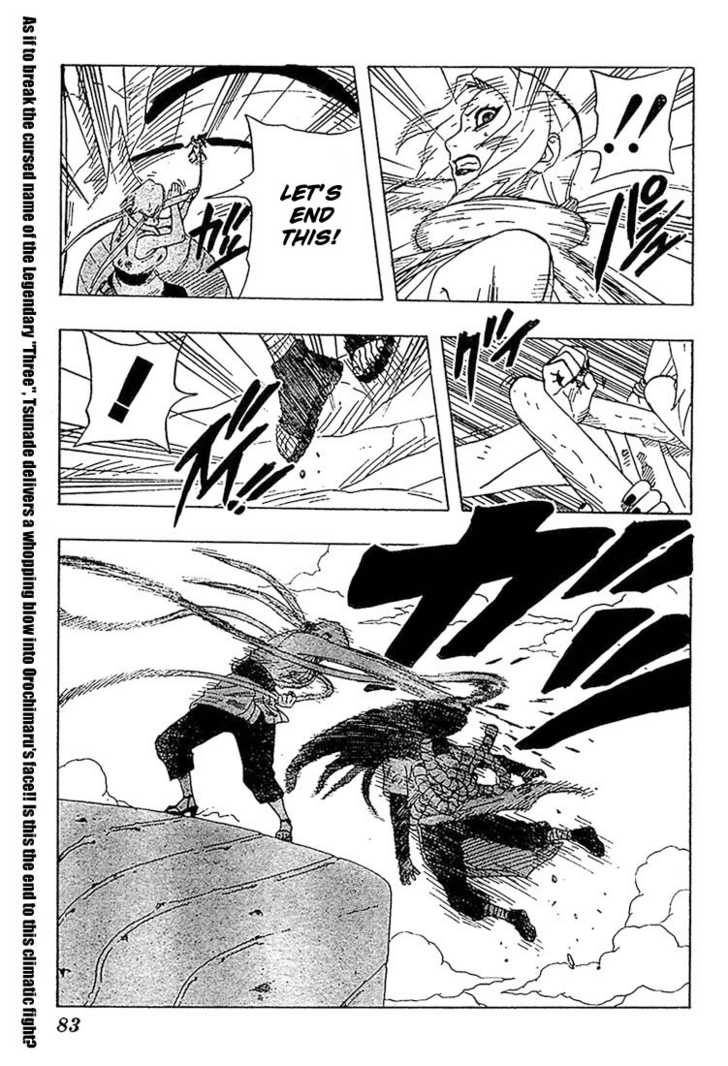 !!
LET'S
END
THIS!
!
83
As if to break the cursed name of the legendary "Three", Tsunade delivers a whopping blow into Orochimaru's face!! Is this the end to this climatic fight?